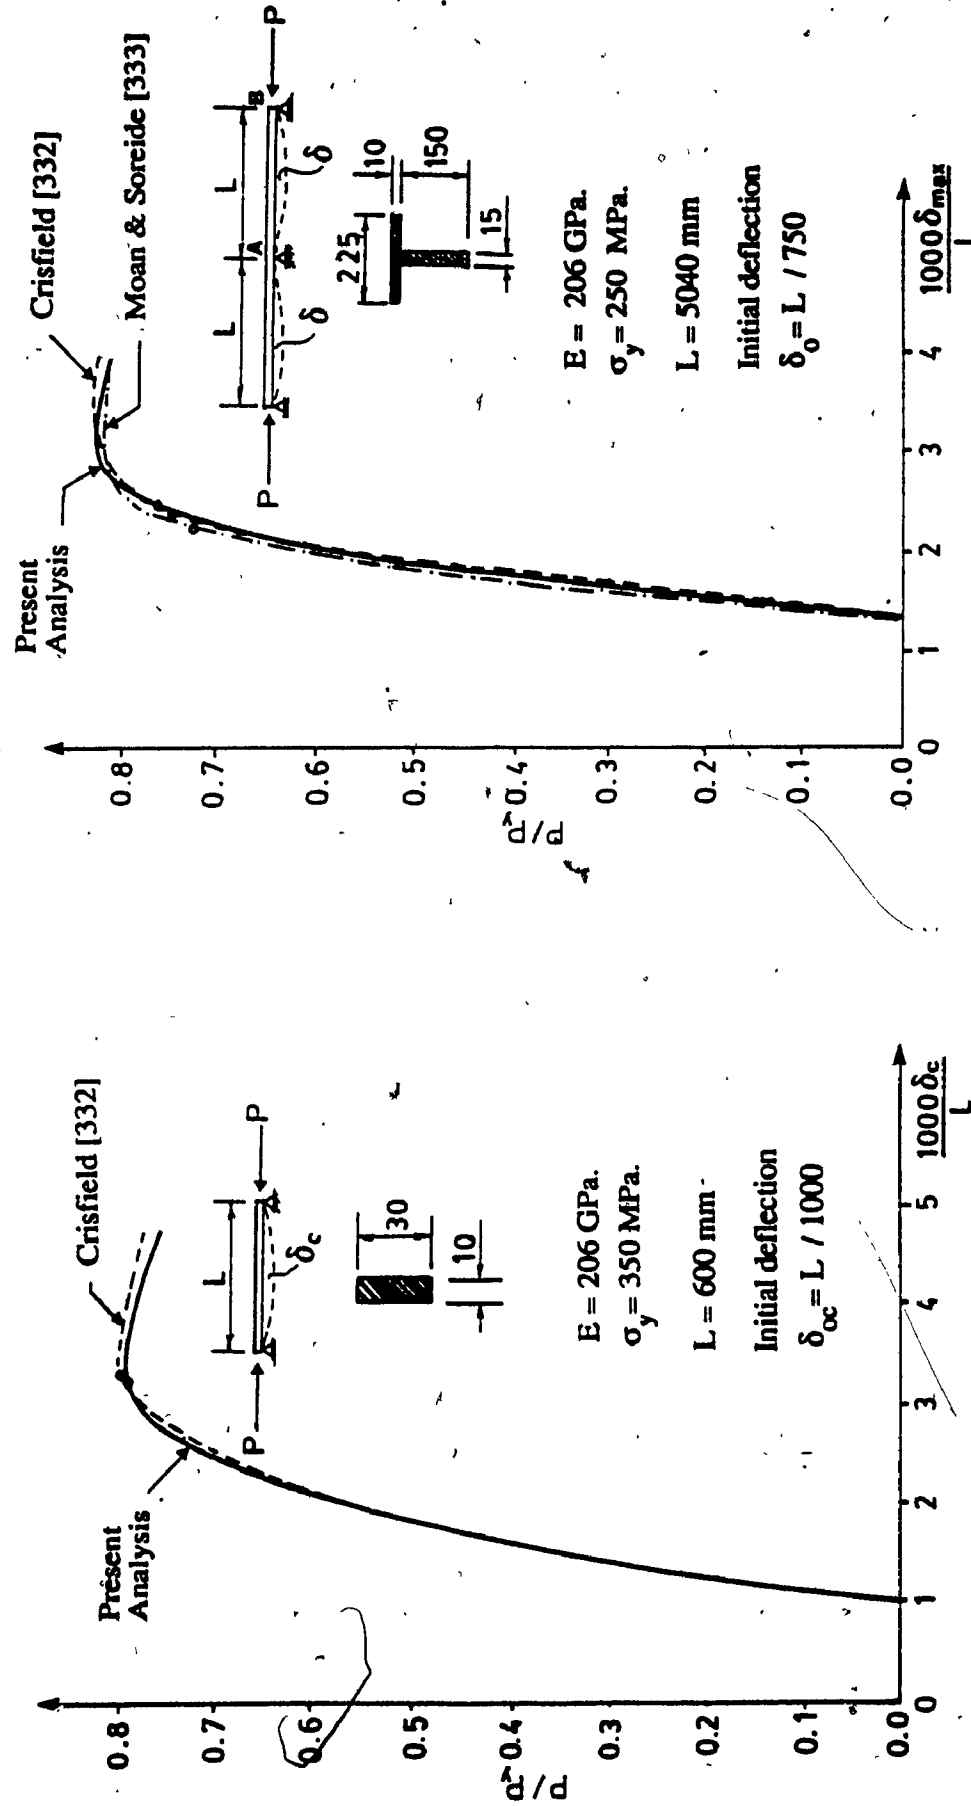 Crisfield [332]
Present
Analysis
P
L
P
δc
30
10
E = 206 GPa.
σy = 350 MPa.
L = 600 mm
Initial deflection
δoc = L / 1000
P/Py
0.8
0.7
0.6
0.5
0.4
0.3
0.2
0.1
0.0
0
1
2
3
4
5
1000δc
L
Crisfield [332]
Moan & Soreide [333]
Present
Analysis
P
L
A
L
B
P
δ
δ
225
10
150
15
E = 206 GPa.
σy = 250 MPa.
L = 5040 mm
Initial deflection
δo = L / 750
P/Py
0.8
0.7
0.6
0.5
0.4
0.3
0.2
0.1
0.0
0
1
2
3
4
1000δmax
L